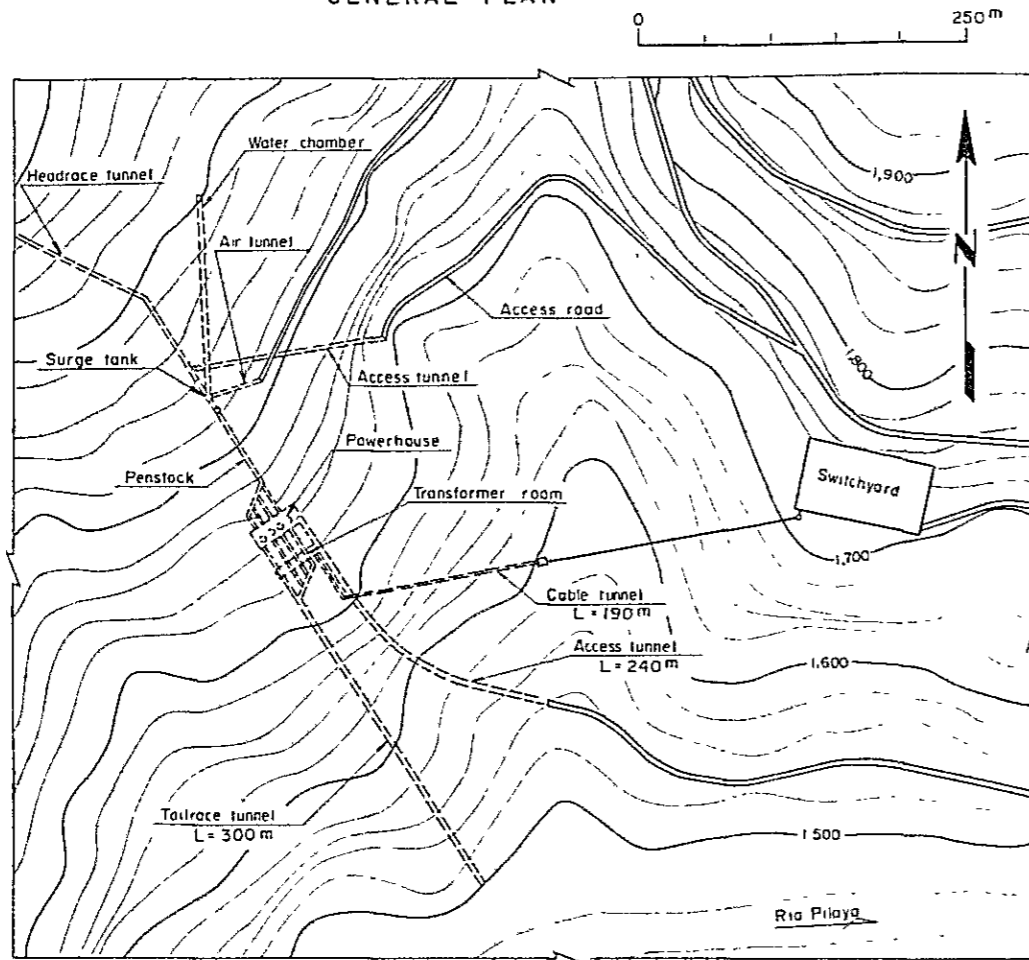 GENERAL PLAN
0 250 m
Water chamber
Headrace tunnel
1,900
N
Air tunnel
Access road
Surge tank
1,800
Access tunnel
Powerhouse
Penstock
Switchyard
Transformer room
1,700
Cable tunnel
L = 190 m
Access tunnel
L = 240 m
1,600
Tailrace tunnel
L = 300 m
1 500
Rio Pilaya